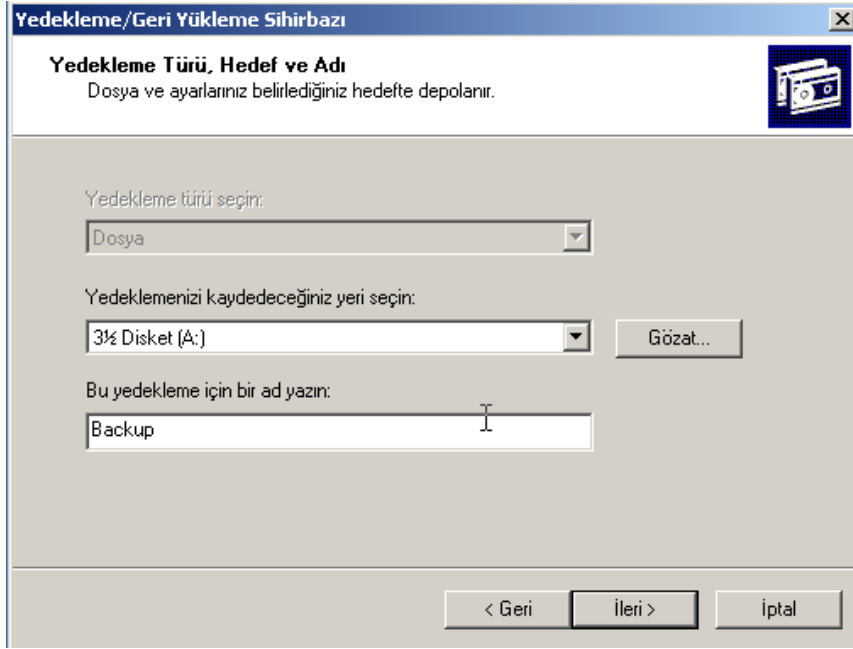 Yedekleme/Geri Yükleme Sihirbazı
Yedekleme Türü, Hedef ve Adı
Dosya ve ayarlarınız belirlediğiniz hedefte depolanır.
Yedekleme türü seçin:
Dosya
Yedeklemenizi kaydedeceğiniz yeri seçin:
3½ Disket (A:)
Gözat...
Bu yedekleme için bir ad yazın:
Backup
< Geri
İleri >
İptal